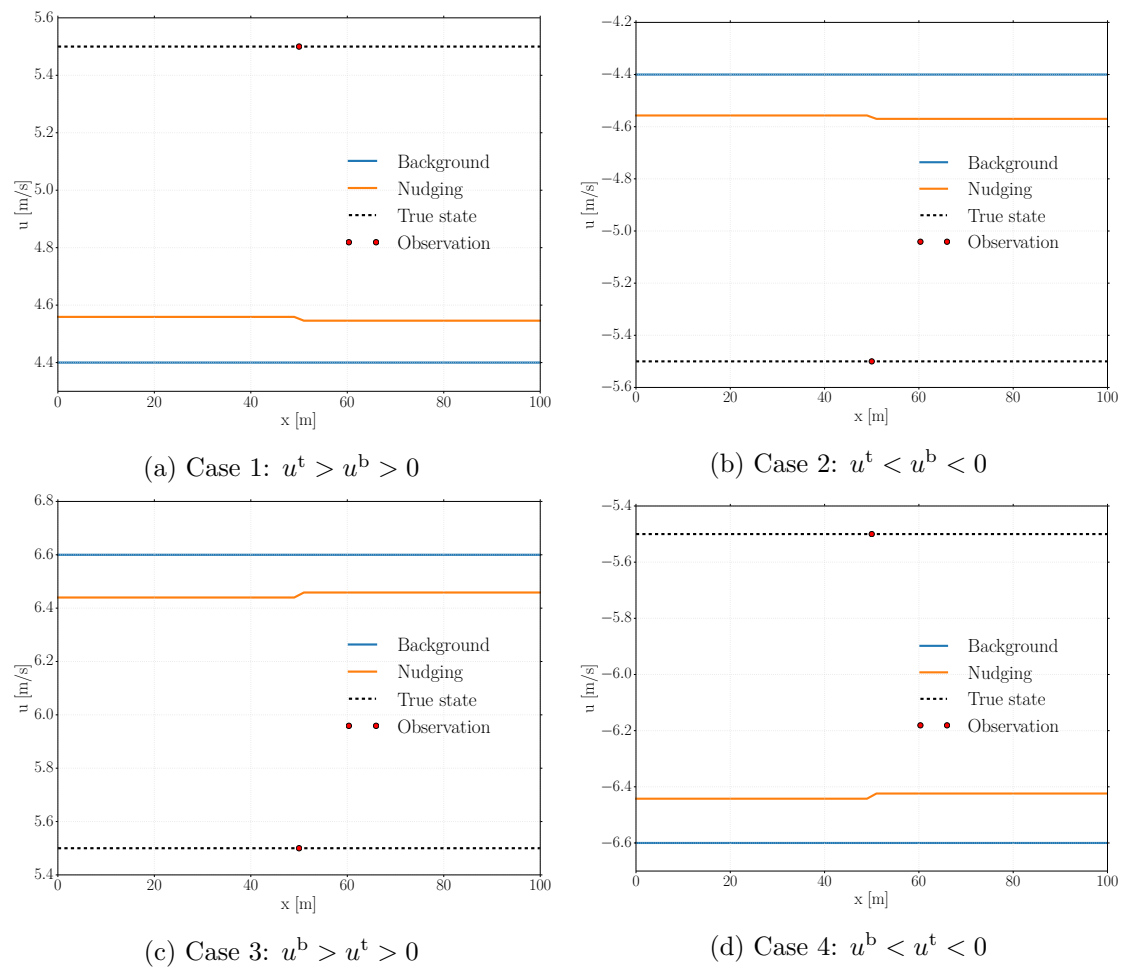 5.6
5.4
5.2
5.0
4.8
4.6
4.4
u [m/s]
Background
Nudging
True state
Observation
0 20 40 60 80 100
x [m]
(a) Case 1: uᵗ > uᵇ > 0
−4.2
−4.4
−4.6
−4.8
−5.0
−5.2
−5.4
−5.6
u [m/s]
Background
Nudging
True state
Observation
0 20 40 60 80 100
x [m]
(b) Case 2: uᵗ < uᵇ < 0
6.8
6.6
6.4
6.2
6.0
5.8
5.6
5.4
u [m/s]
Background
Nudging
True state
Observation
0 20 40 60 80 100
x [m]
(c) Case 3: uᵇ > uᵗ > 0
−5.4
−5.6
−5.8
−6.0
−6.2
−6.4
−6.6
u [m/s]
Background
Nudging
True state
Observation
0 20 40 60 80 100
x [m]
(d) Case 4: uᵇ < uᵗ < 0